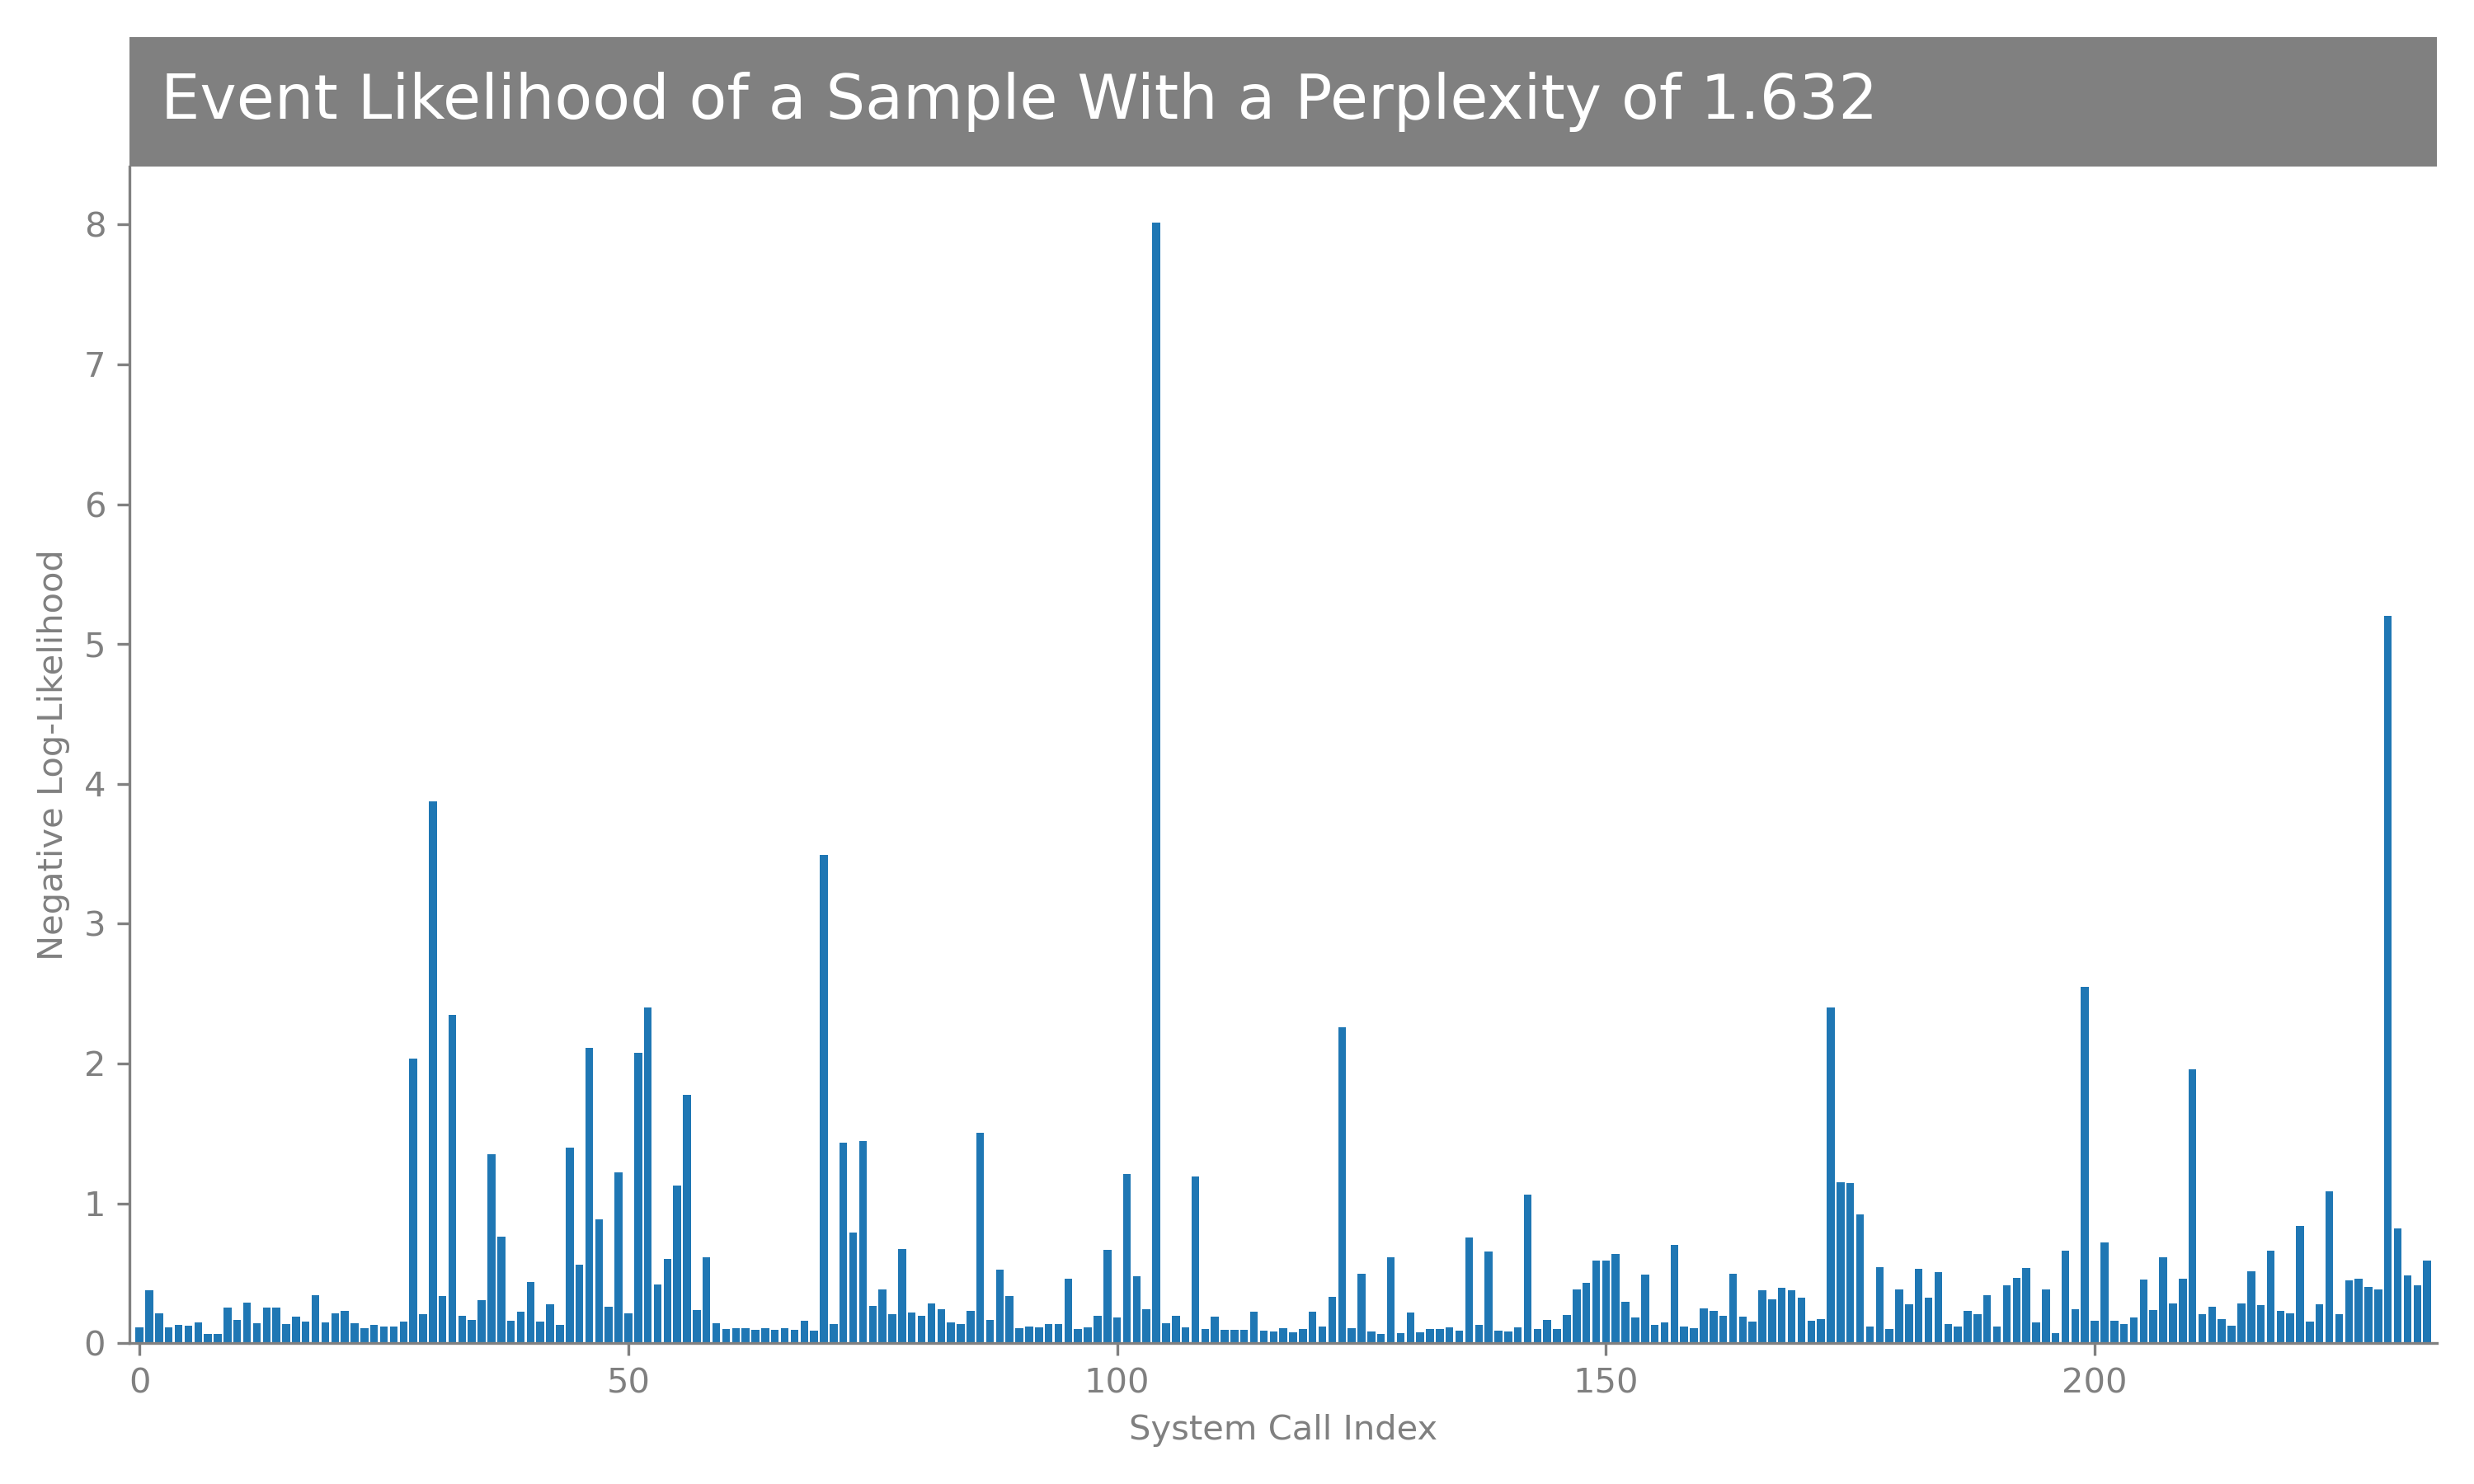 Event Likelihood of a Sample With a Perplexity of 1.632
8
7
6
5
4
3
2
1
0
Negative Log-Likelihood
0 50 100 150 200
System Call Index